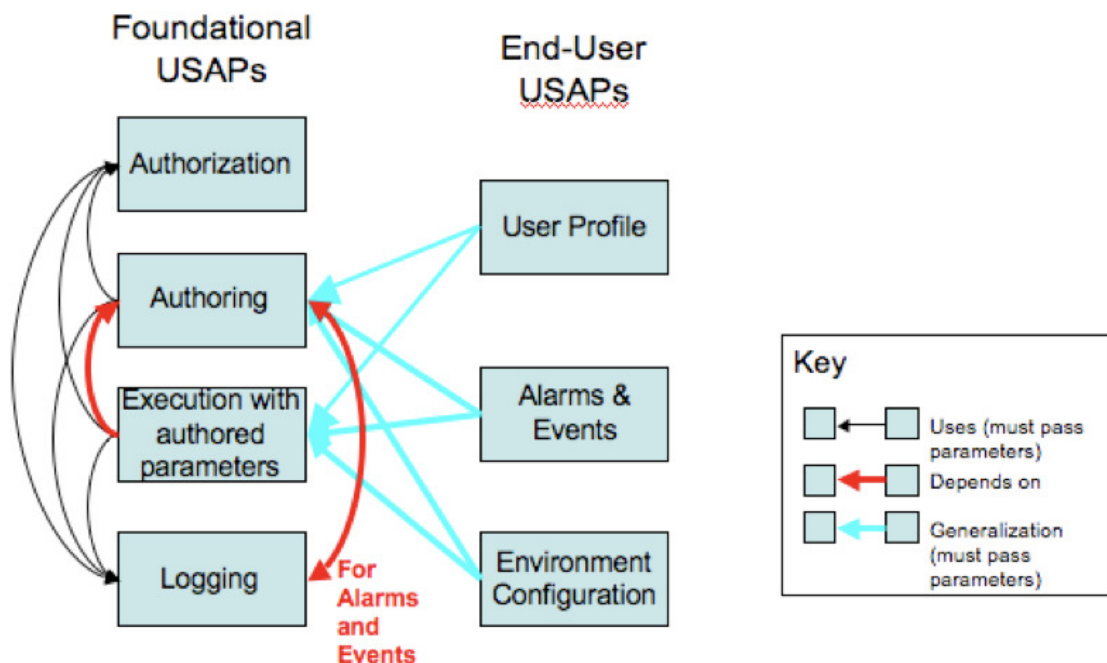 Foundational
USAPs
Authorization
Authoring
Execution with
authored
parameters
Logging
For
Alarms
and
Events
End-User
USAPs
User Profile
Alarms &
Events
Environment
Configuration
Key
Uses (must pass
parameters)
Depends on
Generalization
(must pass
parameters)